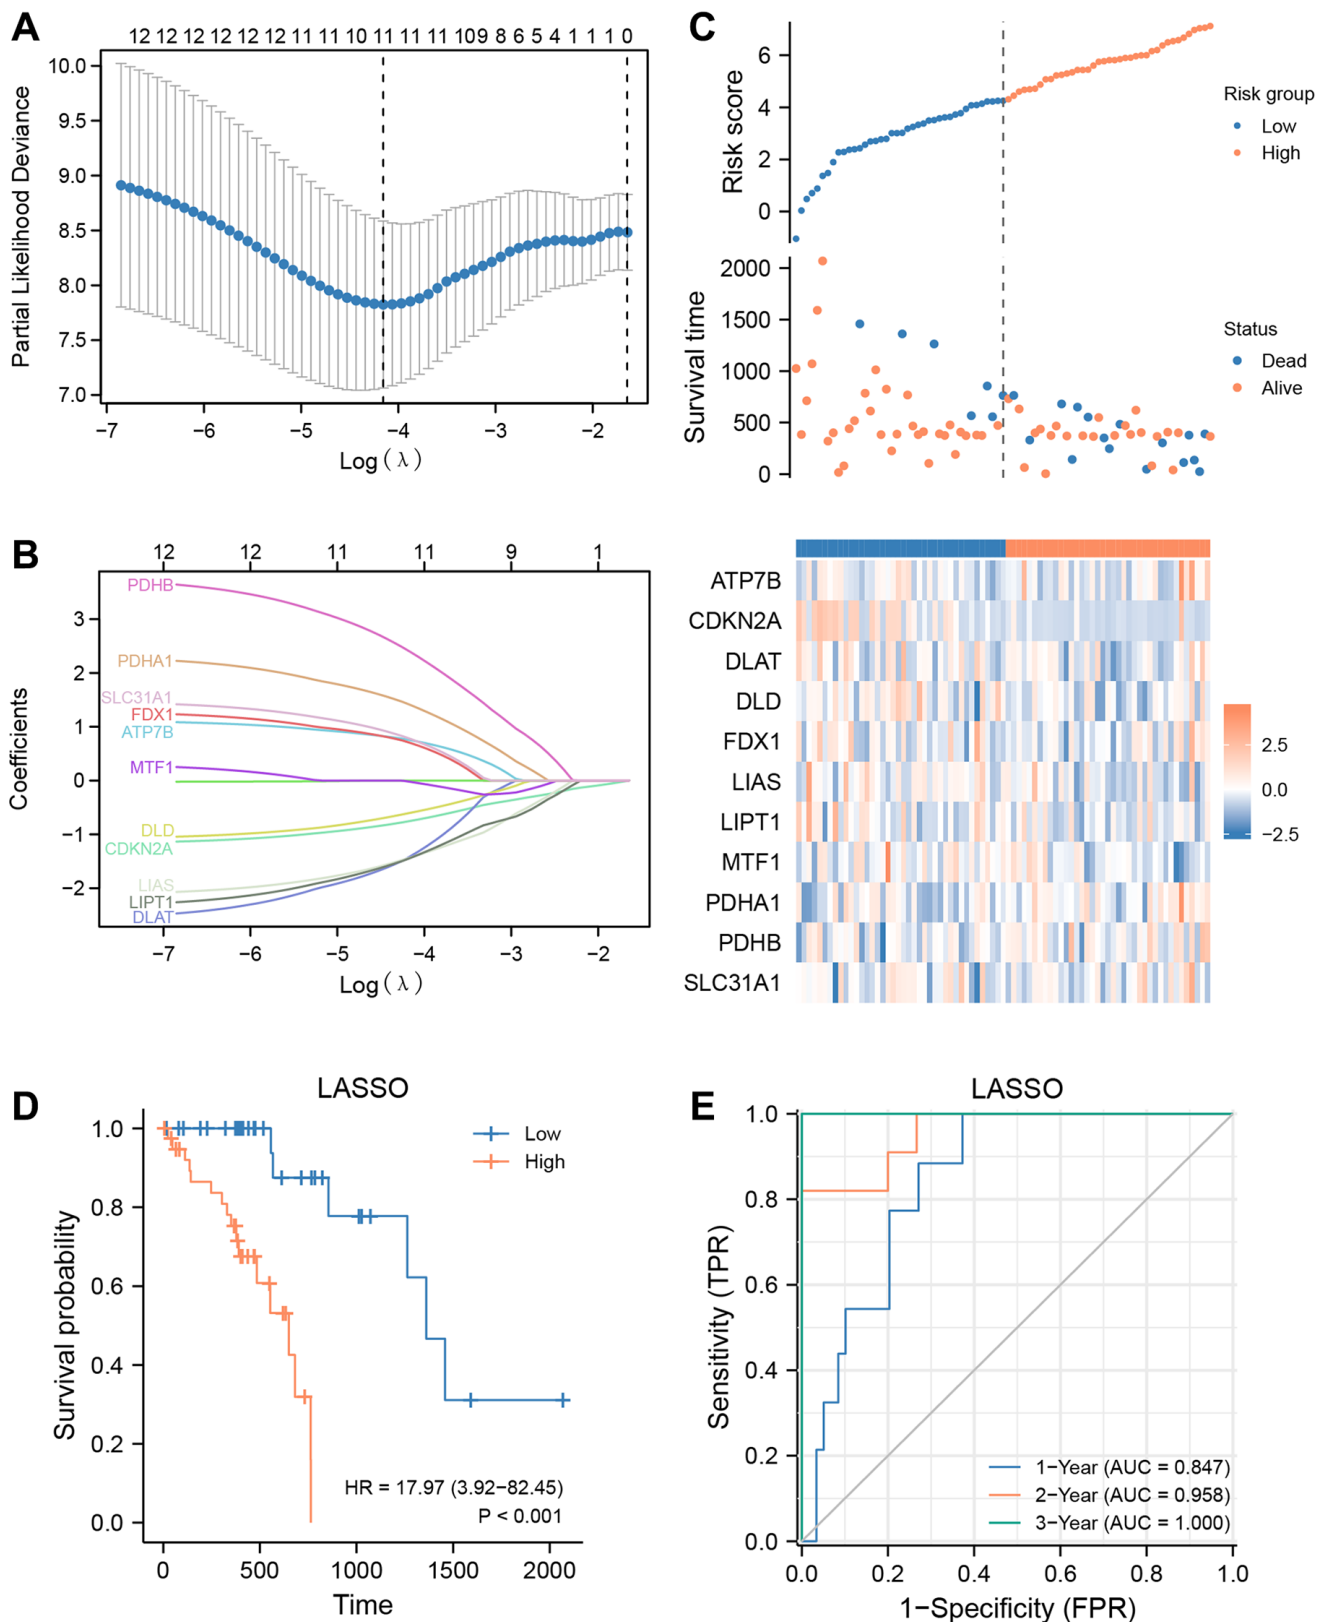 A
12 12 12 12 12 12 11 11 10 11 11 11 109 8 6 5 4 1 1 1 0
Partial Likelihood Deviance
10.0
9.5
9.0
8.5
8.0
7.5
7.0
−7 −6 −5 −4 −3 −2
Log (λ)
B
12 12 11 11 9 1
Coefficients
3
2
1
0
−1
−2
PDHB
PDHA1
SLC31A1
FDX1
ATP7B
MTF1
DLD
CDKN2A
LIAS
LIPT1
DLAT
−7 −6 −5 −4 −3 −2
Log (λ)
C
Risk score
6
4
2
0
Risk group
Low
High
Survival time
2000
1500
1000
500
0
Status
Dead
Alive
ATP7B
CDKN2A
DLAT
DLD
FDX1
LIAS
LIPT1
MTF1
PDHA1
PDHB
SLC31A1
2.5
0.0
−2.5
D
LASSO
Survival probability
1.0
0.8
0.6
0.4
0.2
0.0
Low
High
HR = 17.97 (3.92−82.45)
P < 0.001
0 500 1000 1500 2000
Time
E
LASSO
Sensitivity (TPR)
1.0
0.8
0.6
0.4
0.2
0.0
1−Year (AUC = 0.847)
2−Year (AUC = 0.958)
3−Year (AUC = 1.000)
0.0 0.2 0.4 0.6 0.8 1.0
1−Specificity (FPR)